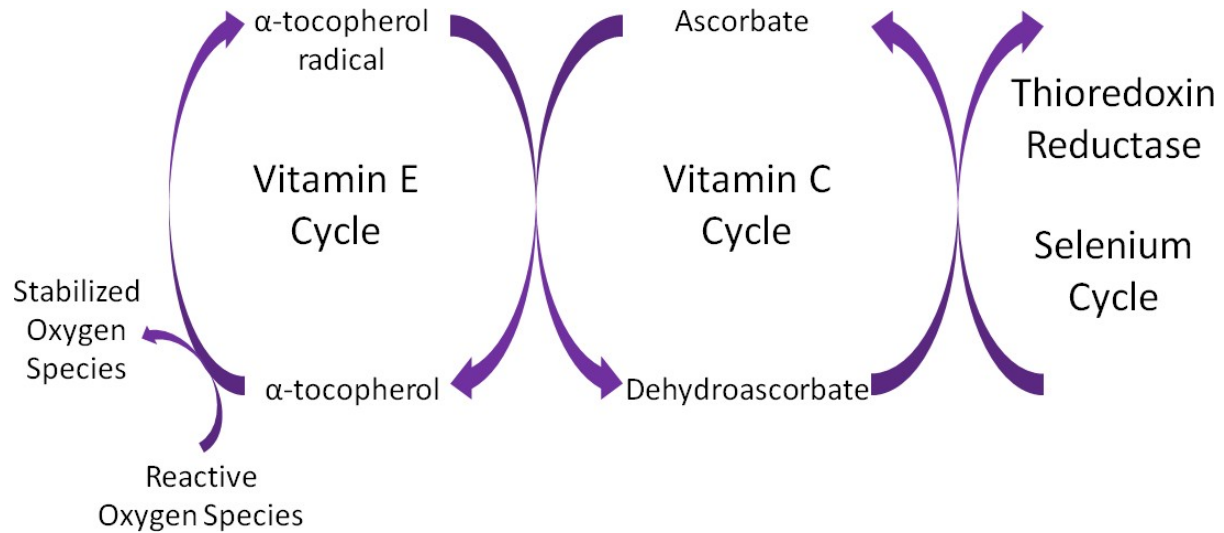 α-tocopherol
radical
Ascorbate
Thioredoxin
Reductase
Vitamin E
Cycle
Vitamin C
Cycle
Selenium
Cycle
Stabilized
Oxygen
Species
α-tocopherol
Dehydroascorbate
Reactive
Oxygen Species